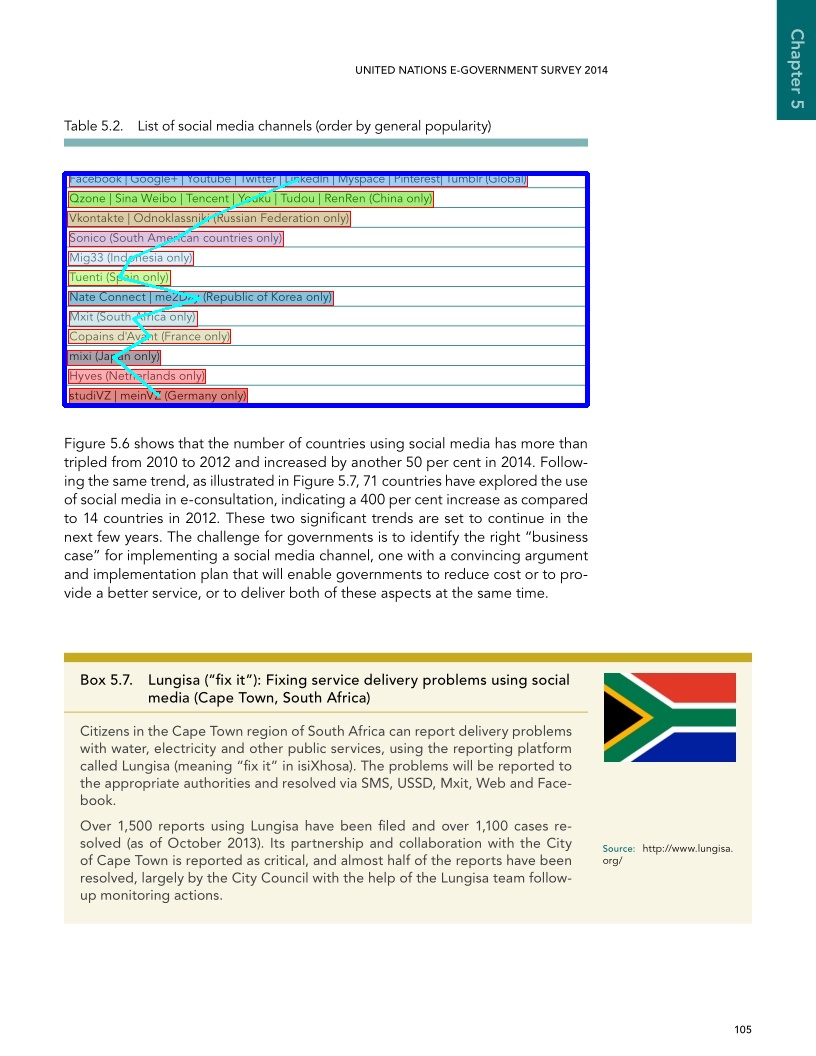 Chapter 5
UNITED NATIONS E-GOVERNMENT SURVEY 2014
Table 5.2. List of social media channels (order by general popularity)
Facebook | Google+ | Youtube | Twitter | LinkedIn | Myspace | Pinterest| Tumblr (Global)
Qzone | Sina Weibo | Tencent | Youku | Tudou | RenRen (China only)
Vkontakte | Odnoklassniki (Russian Federation only)
Sonico (South American countries only)
Mig33 (Indonesia only)
Tuenti (Spain only)
Nate Connect | me2Day (Republic of Korea only)
Mxit (South Africa only)
Copains d'Avant (France only)
mixi (Japan only)
Hyves (Netherlands only)
studiVZ | meinVZ (Germany only)
Figure 5.6 shows that the number of countries using social media has more than
tripled from 2010 to 2012 and increased by another 50 per cent in 2014. Follow-
ing the same trend, as illustrated in Figure 5.7, 71 countries have explored the use
of social media in e-consultation, indicating a 400 per cent increase as compared
to 14 countries in 2012. These two significant trends are set to continue in the
next few years. The challenge for governments is to identify the right “business
case” for implementing a social media channel, one with a convincing argument
and implementation plan that will enable governments to reduce cost or to pro-
vide a better service, or to deliver both of these aspects at the same time.
Box 5.7. Lungisa (“fix it”): Fixing service delivery problems using social
media (Cape Town, South Africa)
Citizens in the Cape Town region of South Africa can report delivery problems
with water, electricity and other public services, using the reporting platform
called Lungisa (meaning “fix it” in isiXhosa). The problems will be reported to
the appropriate authorities and resolved via SMS, USSD, Mxit, Web and Face-
book.
Over 1,500 reports using Lungisa have been filed and over 1,100 cases re-
solved (as of October 2013). Its partnership and collaboration with the City
of Cape Town is reported as critical, and almost half of the reports have been
resolved, largely by the City Council with the help of the Lungisa team follow-
up monitoring actions.
Source: http://www.lungisa.
org/
105